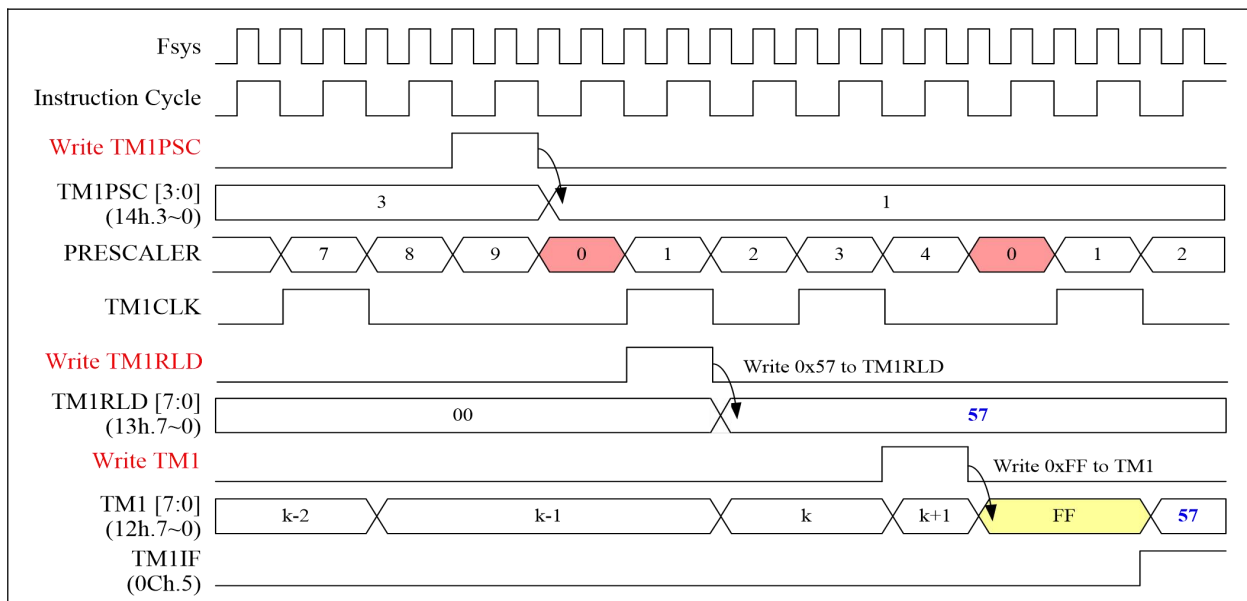 Fsys
Instruction Cycle
Write TM1PSC
TM1PSC [3:0]
(14h.3~0)
3
1
PRESCALER
7
8
9
0
1
2
3
4
0
1
2
TM1CLK
Write TM1RLD
Write 0x57 to TM1RLD
TM1RLD [7:0]
(13h.7~0)
00
57
Write TM1
Write 0xFF to TM1
TM1 [7:0]
(12h.7~0)
k-2
k-1
k
k+1
FF
57
TM1IF
(0Ch.5)